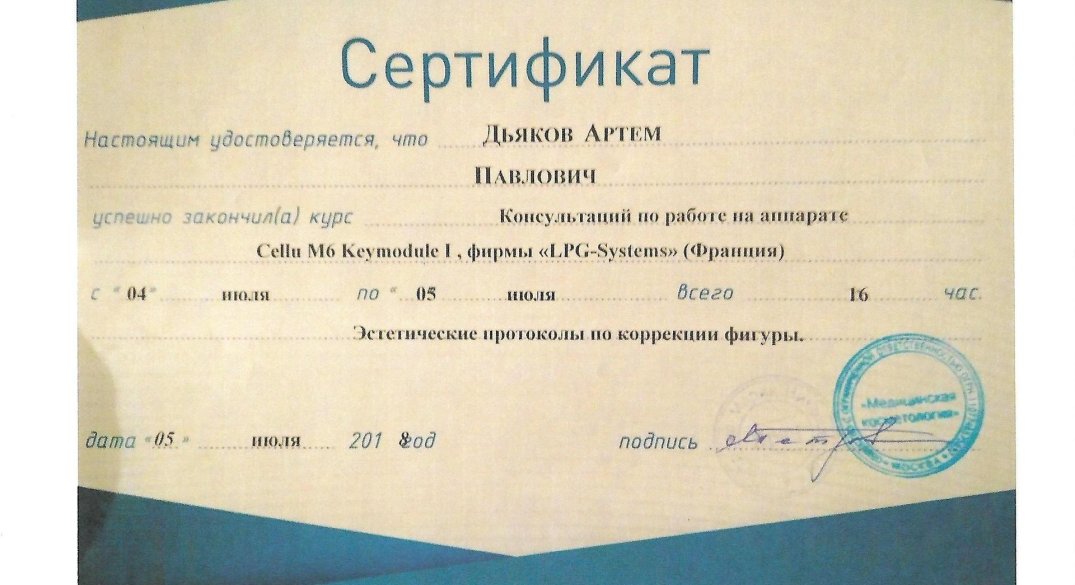 Сертификат
Настоящим удостоверяется, что Дьяков Артем
Павлович
успешно закончил(а) курс Консультаций по работе на аппарате
Cellu M6 Keymodule I , фирмы «LPG-Systems» (Франция)
с "04" июля по "05 июля всего 16 час.
Эстетические протоколы по коррекции фигуры.
дата «05 » июля 2018 год подпись
«Медицинская
косметология»
МОСКВА